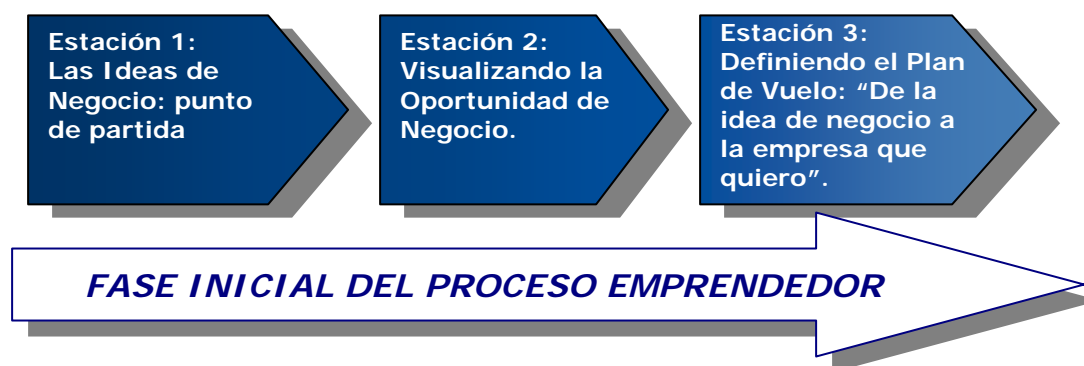 Estación 1:
Las Ideas de
Negocio: punto
de partida
Estación 2:
Visualizando la
Oportunidad de
Negocio.
Estación 3:
Definiendo el Plan
de Vuelo: “De la
idea de negocio a
la empresa que
quiero”.
FASE INICIAL DEL PROCESO EMPRENDEDOR